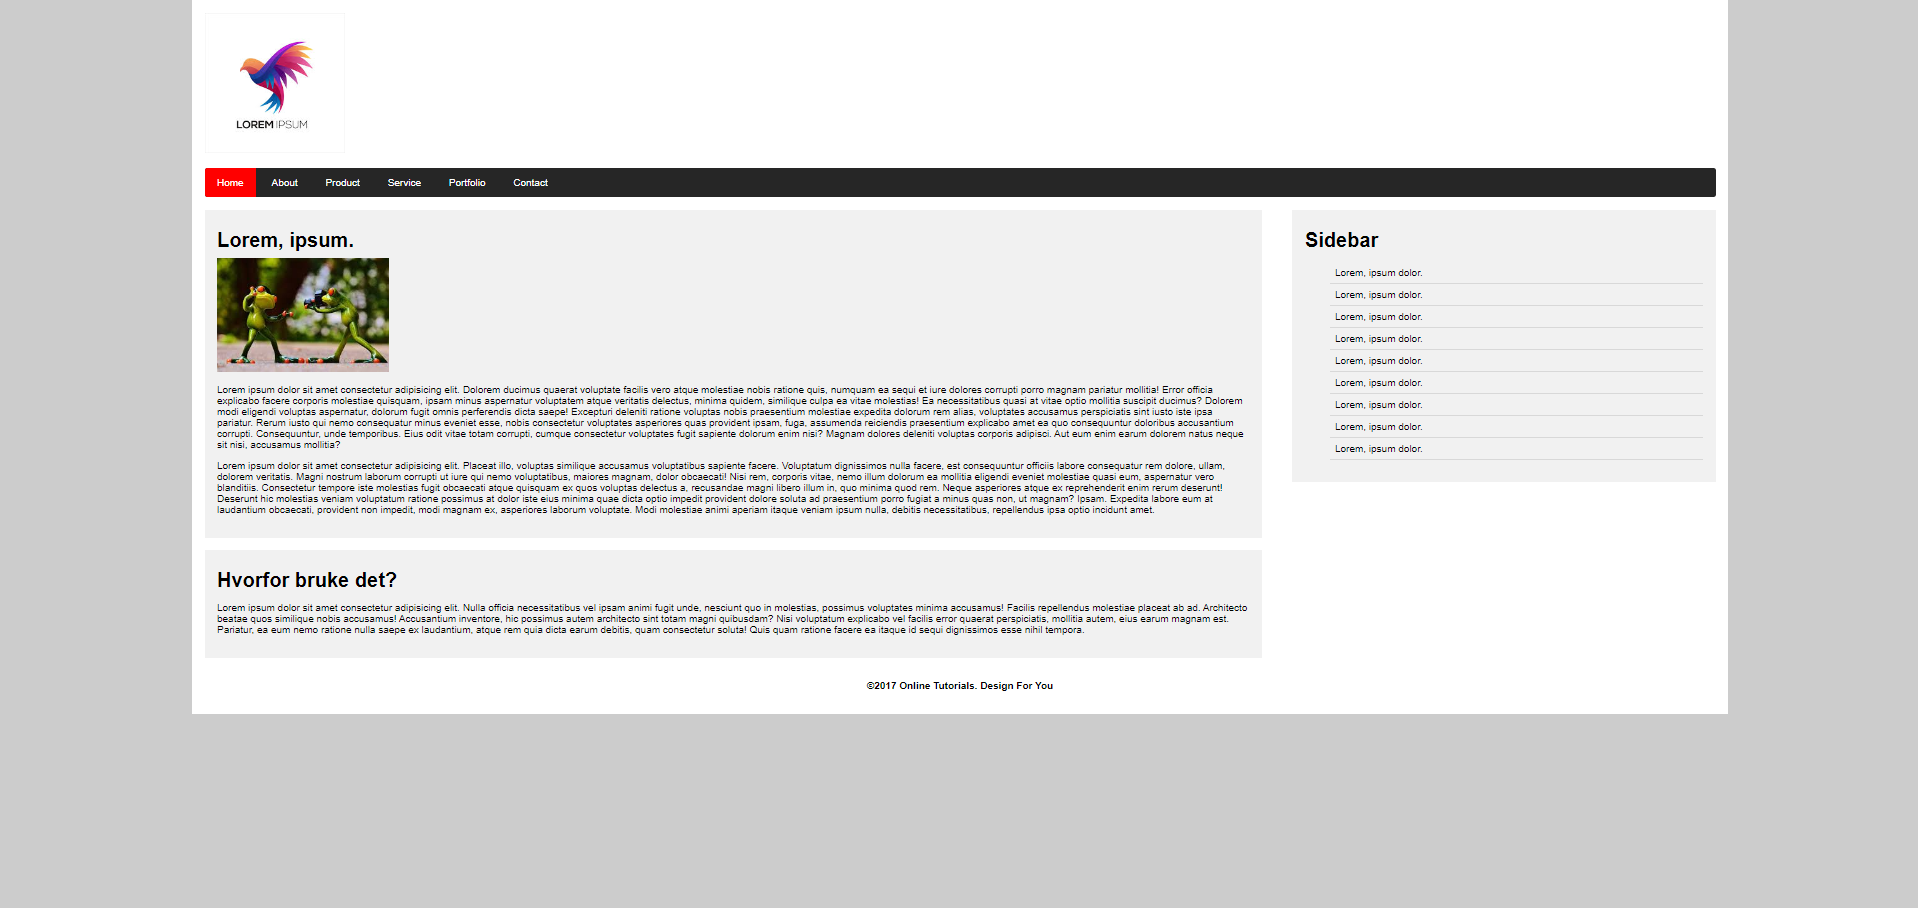 LOREM IPSUM
Home About Product Service Portfolio Contact
Lorem, ipsum.
Lorem ipsum dolor sit amet consectetur adipisicing elit. Dolorem ducimus quaerat voluptate facilis vero atque molestiae nobis ratione quis, numquam ea sequi et iure dolores corrupti porro magnam pariatur mollitia! Error officia
explicabo facere corporis molestiae quisquam, ipsam minus aspernatur voluptatem atque veritatis delectus, minima quidem, similique culpa ea vitae molestias! Ea necessitatibus quasi at vitae optio mollitia suscipit ducimus? Dolorem
modi eligendi voluptas aspernatur, dolorum fugit omnis perferendis dicta saepe! Excepturi deleniti ratione voluptas nobis praesentium molestiae expedita dolorum rem alias, voluptates accusamus perspiciatis sint iusto iste ipsa
pariatur. Rerum iusto qui nemo consequatur minus eveniet esse, nobis consectetur voluptates asperiores quas provident ipsam, fuga, assumenda reiciendis praesentium explicabo amet ea quo consequuntur doloribus accusantium
corrupti. Consequuntur, unde temporibus. Eius odit vitae totam corrupti, cumque consectetur voluptates fugit sapiente dolorum enim nisi? Magnam dolores deleniti voluptas corporis adipisci. Aut eum enim earum dolorem natus neque
sit nisi, accusamus mollitia?
Lorem ipsum dolor sit amet consectetur adipisicing elit. Placeat illo, voluptas similique accusamus voluptatibus sapiente facere. Voluptatum dignissimos nulla facere, est consequuntur officiis labore consequatur rem dolore, ullam,
dolorem veritatis. Magni nostrum laborum corrupti ut iure qui nemo voluptatibus, maiores magnam, dolor obcaecati! Nisi rem, corporis vitae, nemo illum dolorum ea mollitia eligendi eveniet molestiae quasi eum, aspernatur vero
blanditiis. Consectetur tempore iste molestias fugit obcaecati atque quisquam ex quos voluptas delectus a, recusandae magni libero illum in, quo minima quod rem. Neque asperiores atque ex reprehenderit enim rerum deserunt!
Deserunt hic molestias veniam voluptatum ratione possimus at dolor iste eius minima quae dicta optio impedit provident dolore soluta ad praesentium porro fugiat a minus quas non, ut magnam? Ipsam. Expedita labore eum at
laudantium obcaecati, provident non impedit, modi magnam ex, asperiores laborum voluptate. Modi molestiae animi aperiam itaque veniam ipsum nulla, debitis necessitatibus, repellendus ipsa optio incidunt amet.
Hvorfor bruke det?
Lorem ipsum dolor sit amet consectetur adipisicing elit. Nulla officia necessitatibus vel ipsam animi fugit unde, nesciunt quo in molestias, possimus voluptates minima accusamus! Facilis repellendus molestiae placeat ab ad. Architecto
beatae quos similique nobis accusamus! Accusantium inventore, hic possimus autem architecto sint totam magni quibusdam? Nisi voluptatum explicabo vel facilis error quaerat perspiciatis, mollitia autem, eius earum magnam est.
Pariatur, ea eum nemo ratione nulla saepe ex laudantium, atque rem quia dicta earum debitis, quam consectetur soluta! Quis quam ratione facere ea itaque id sequi dignissimos esse nihil tempora.
Sidebar
Lorem, ipsum dolor.
Lorem, ipsum dolor.
Lorem, ipsum dolor.
Lorem, ipsum dolor.
Lorem, ipsum dolor.
Lorem, ipsum dolor.
Lorem, ipsum dolor.
Lorem, ipsum dolor.
Lorem, ipsum dolor.
©2017 Online Tutorials. Design For You